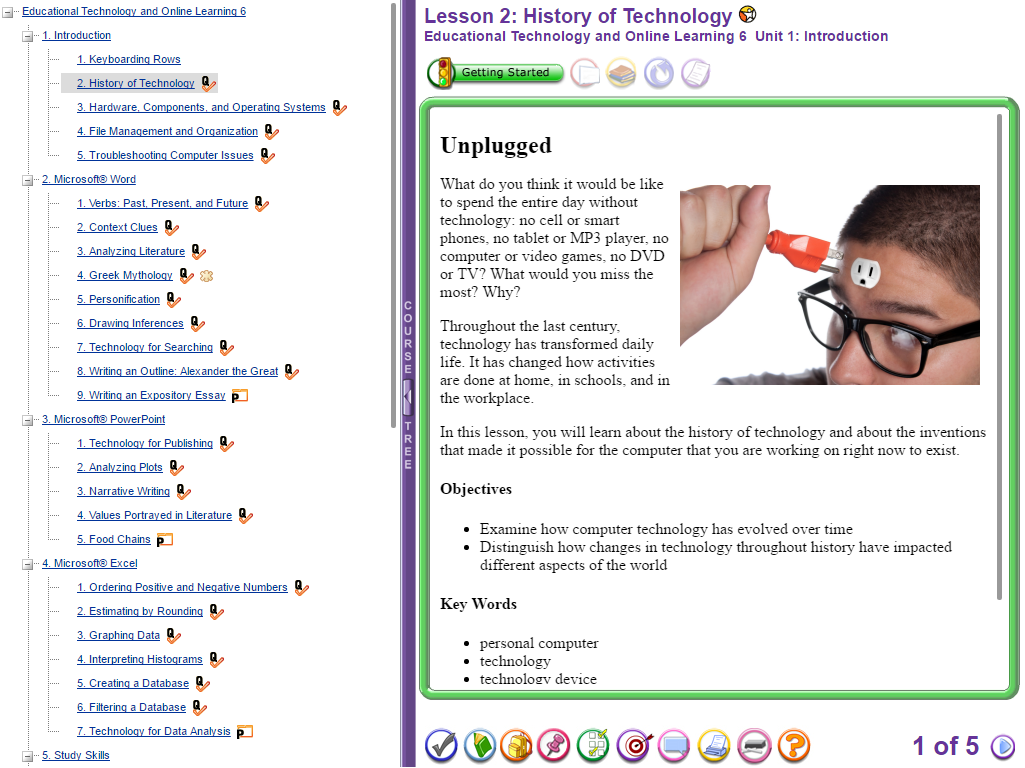 Educational Technology and Online Learning 6
1. Introduction
1. Keyboarding Rows
2. History of Technology
3. Hardware, Components, and Operating Systems
4. File Management and Organization
5. Troubleshooting Computer Issues
2. Microsoft® Word
1. Verbs: Past, Present, and Future
2. Context Clues
3. Analyzing Literature
4. Greek Mythology
5. Personification
6. Drawing Inferences
7. Technology for Searching
8. Writing an Outline: Alexander the Great
9. Writing an Expository Essay
3. Microsoft® PowerPoint
1. Technology for Publishing
2. Analyzing Plots
3. Narrative Writing
4. Values Portrayed in Literature
5. Food Chains
4. Microsoft® Excel
1. Ordering Positive and Negative Numbers
2. Estimating by Rounding
3. Graphing Data
4. Interpreting Histograms
5. Creating a Database
6. Filtering a Database
7. Technology for Data Analysis
5. Study Skills
COURSE TREE
Lesson 2: History of Technology
Educational Technology and Online Learning 6 Unit 1: Introduction
Getting Started
Unplugged
What do you think it would be like
to spend the entire day without
technology: no cell or smart
phones, no tablet or MP3 player, no
computer or video games, no DVD
or TV? What would you miss the
most? Why?
Throughout the last century,
technology has transformed daily
life. It has changed how activities
are done at home, in schools, and in
the workplace.
In this lesson, you will learn about the history of technology and about the inventions
that made it possible for the computer that you are working on right now to exist.
Objectives
• Examine how computer technology has evolved over time
• Distinguish how changes in technology throughout history have impacted
different aspects of the world
Key Words
• personal computer
• technology
• technology device
1 of 5